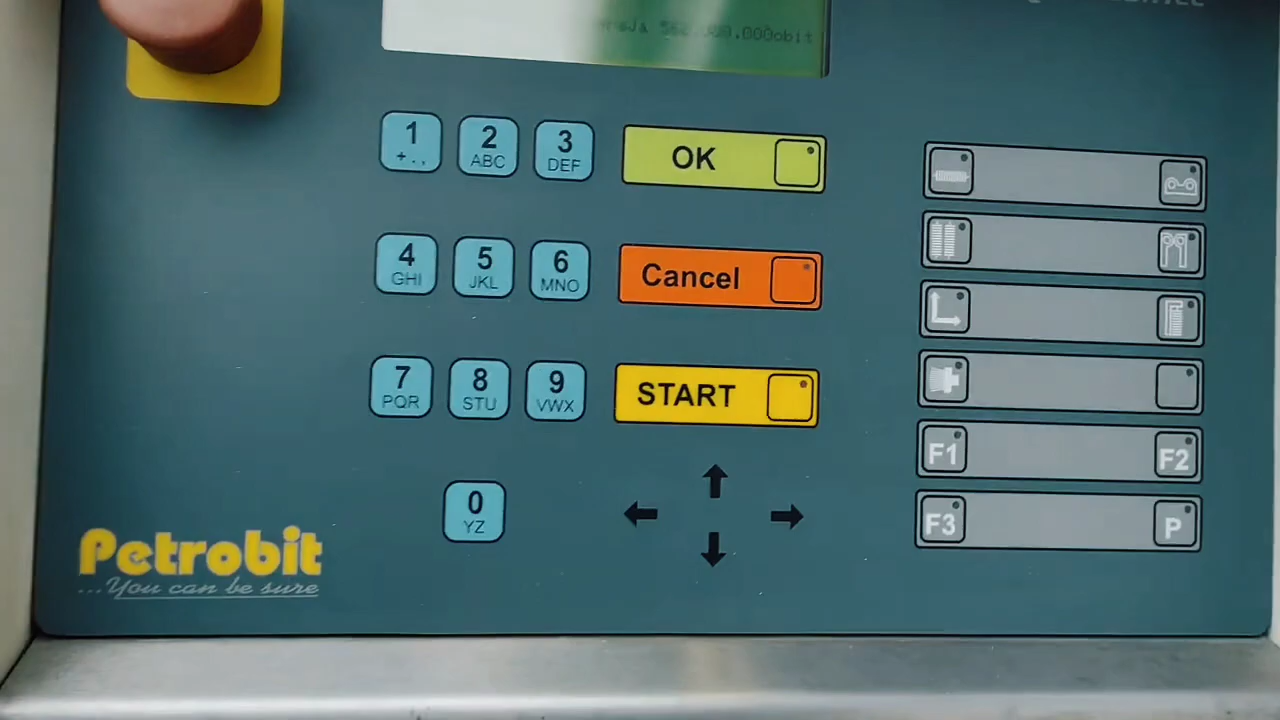 1 2 3 OK
+ . , ABC DEF
4 5 6 Cancel
GHI JKL MNO
7 8 9 START
PQR STU VWX
0
YZ
F1 F2
F3 P
Petrobit
...You can be sure